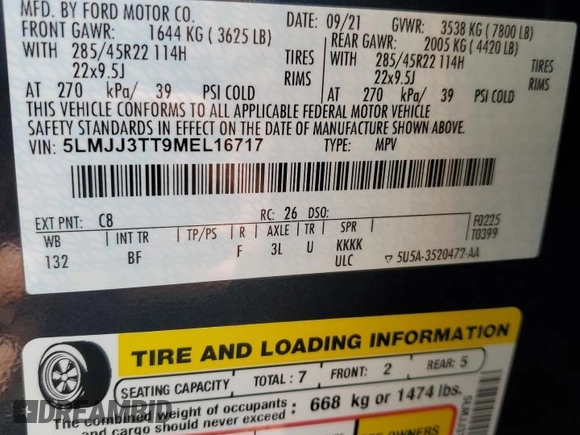 MFD. BY FORD MOTOR CO.
DATE: 09/21 GVWR: 3538 KG ( 7800 LB)
FRONT GAWR: 1644 KG ( 3625 LB) REAR GAWR: 2005 KG ( 4420 LB)
WITH 285/45R22 114H TIRES WITH 285/45R22 114H TIRES
22x9.5J RIMS 22x9.5J RIMS
AT 270 kPa/ 39 PSI COLD AT 270 kPa/ 39 PSI COLD
THIS VEHICLE CONFORMS TO ALL APPLICABLE FEDERAL MOTOR VEHICLE
SAFETY STANDARDS IN EFFECT ON THE DATE OF MANUFACTURE SHOWN ABOVE.
VIN: 5LMJJ3TT9MEL16717 TYPE: MPV
EXT PNT: C8 RC: 26 DSO: F0225
WB INT TR TP/PS R AXLE TR SPR T0399
132 BF F 3L U KKKK
ULC 5U5A-3520472-AA
TIRE AND LOADING INFORMATION
SEATING CAPACITY TOTAL : 7 FRONT: 2 REAR: 5
The combined weight of occupants 668 kg or 1474 lbs.
and cargo should never exceed
DREAMBID
OWNER'S